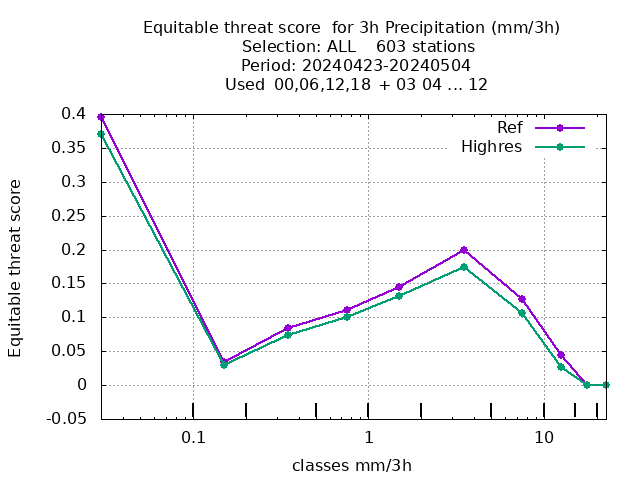 Equitable threat score  for 3h Precipitation (mm/3h)
Selection: ALL    603 stations
Period: 20240423-20240504
Used  00,06,12,18  + 03 04 ... 12
Ref
Highres
0.4
0.35
0.3
0.25
0.2
0.15
0.1
0.05
0
-0.05
Equitable threat score
0.1
1
10
classes mm/3h